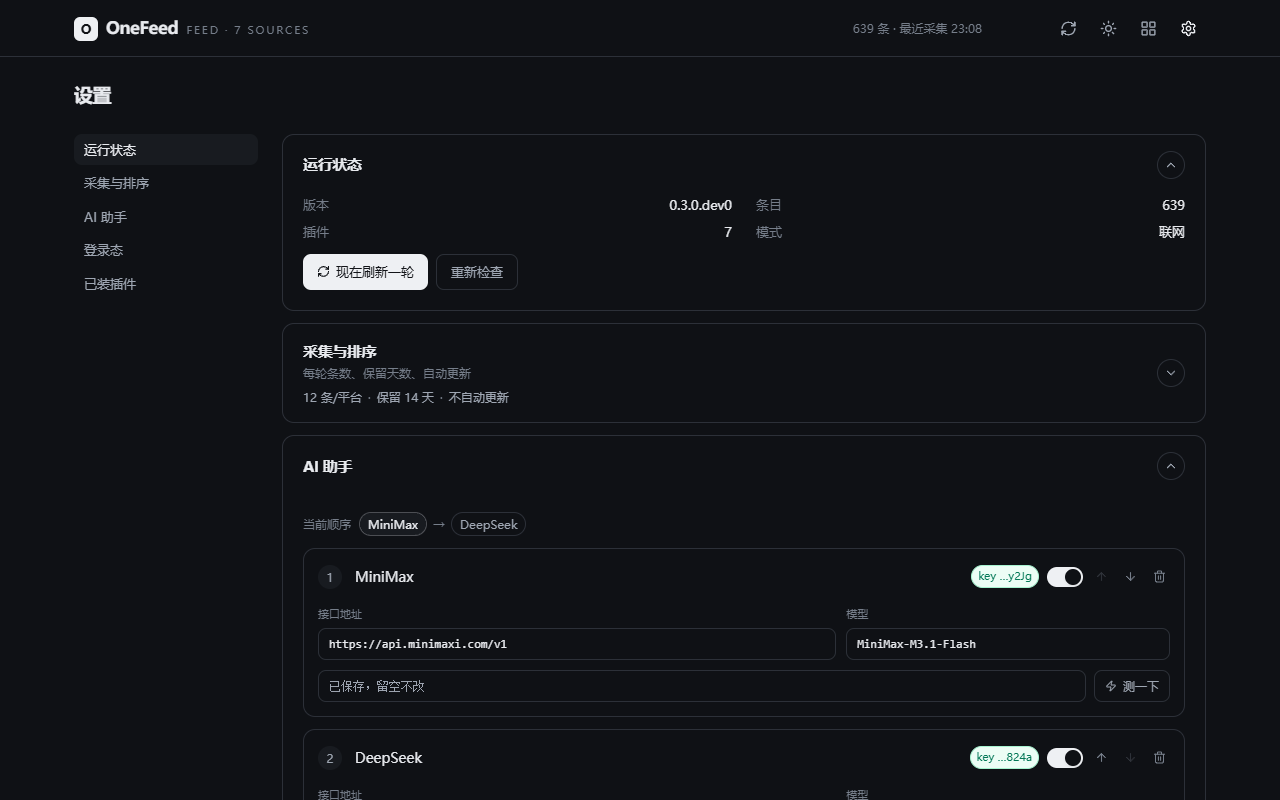 O OneFeed FEED · 7 SOURCES 639 条 · 最近采集 23:08
设置
运行状态
采集与排序
AI 助手
登录态
已装插件
运行状态
版本 0.3.0.dev0 条目 639
插件 7 模式 联网
现在刷新一轮 重新检查
采集与排序
每轮条数、保留天数、自动更新
12 条/平台 · 保留 14 天 · 不自动更新
AI 助手
当前顺序 MiniMax → DeepSeek
1 MiniMax key ...y2Jg
接口地址 模型
https://api.minimaxi.com/v1 MiniMax-M3.1-Flash
已保存，留空不改 测一下
2 DeepSeek key ...824a
接口地址 模型